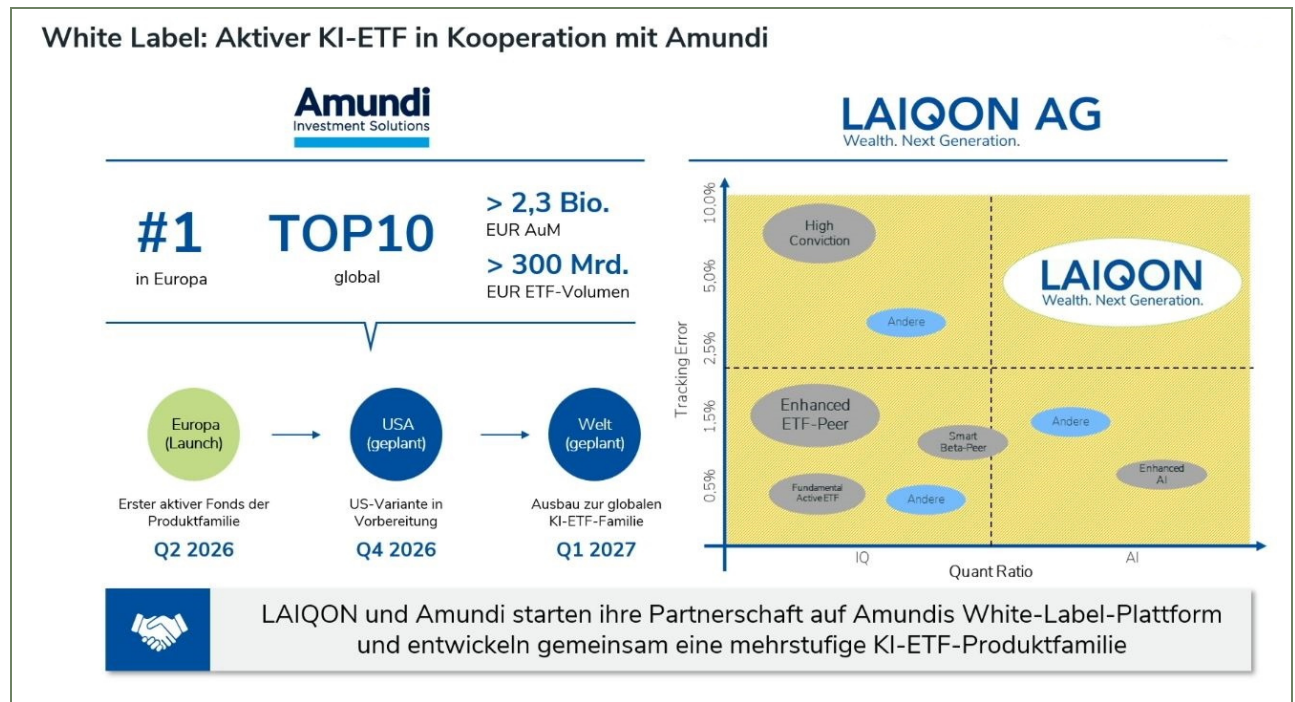 White Label: Aktiver KI-ETF in Kooperation mit Amundi
Amundi
Investment Solutions
#1
in Europa
TOP10
global
> 2,3 Bio.
EUR AuM
> 300 Mrd.
EUR ETF-Volumen
Europa
(Launch)
USA
(geplant)
Welt
(geplant)
Erster aktiver Fonds der
Produktfamilie
Q2 2026
US-Variante in
Vorbereitung
Q4 2026
Ausbau zur globalen
KI-ETF-Familie
Q1 2027
LAIQON AG
Wealth. Next Generation.
Tracking Error
10,0%
5,0%
2,5%
1,5%
0,5%
High
Conviction
Andere
LAIQON
Wealth. Next Generation.
Enhanced
ETF-Peer
Smart
Beta-Peer
Andere
Fundamental
Active ETF
Andere
Enhanced
AI
IQ
AI
Quant Ratio
LAIQON und Amundi starten ihre Partnerschaft auf Amundis White-Label-Plattform
und entwickeln gemeinsam eine mehrstufige KI-ETF-Produktfamilie